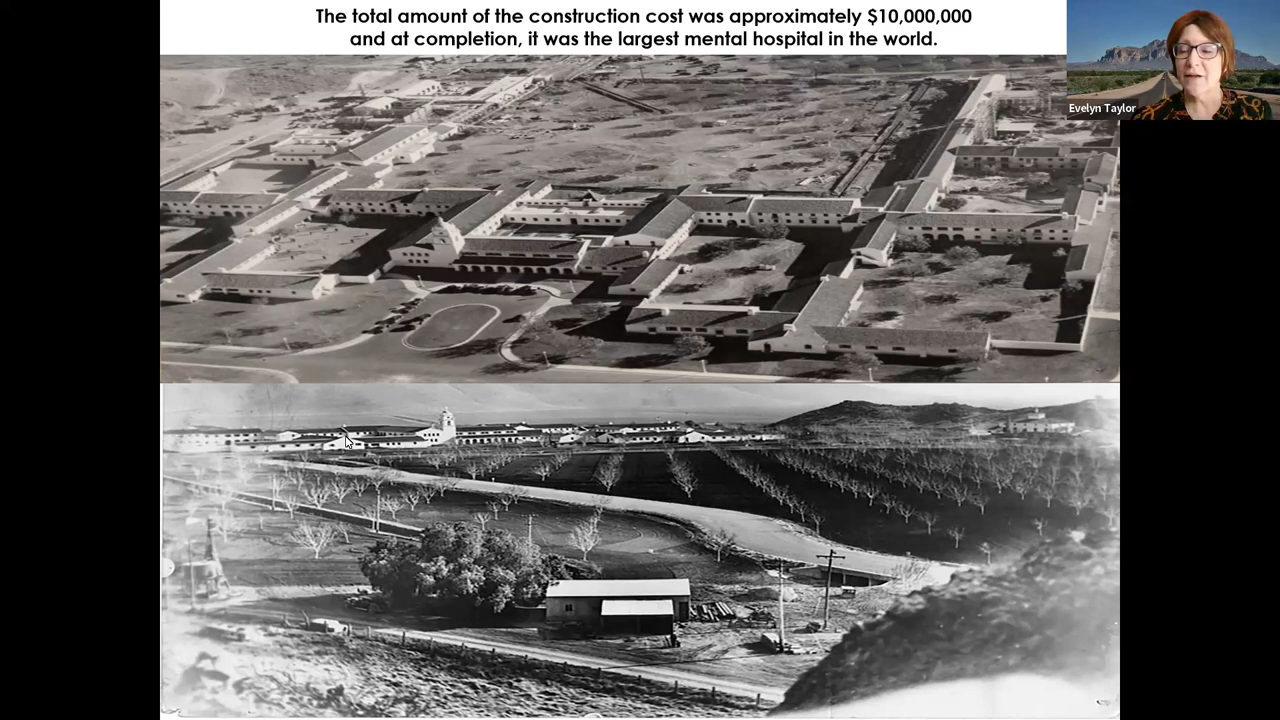 The total amount of the construction cost was approximately $10,000,000
and at completion, it was the largest mental hospital in the world.
Evelyn Taylor